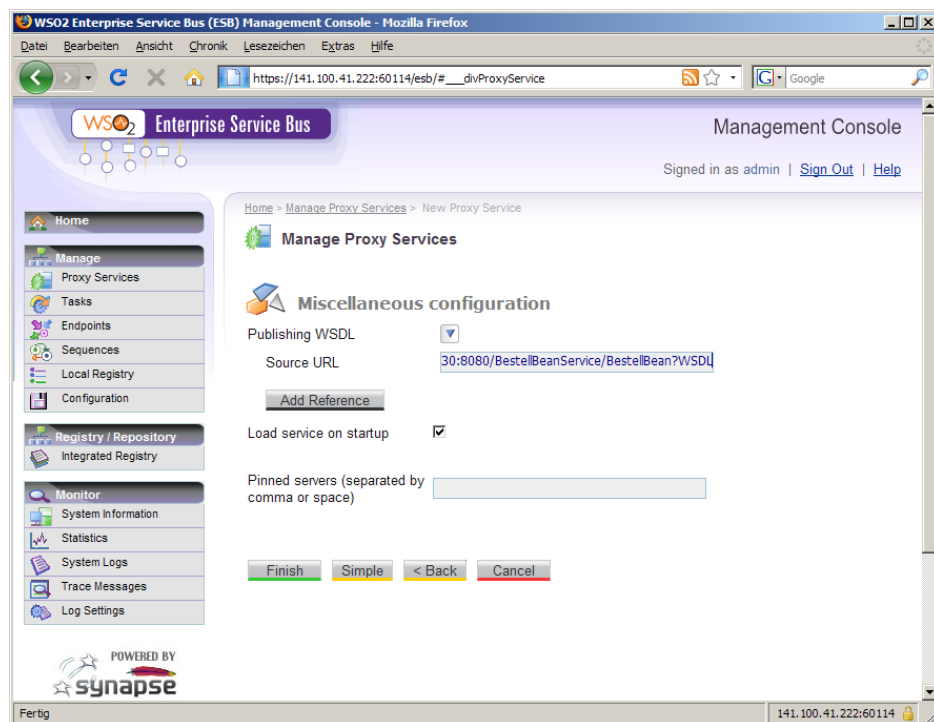 WSO2 Enterprise Service Bus (ESB) Management Console - Mozilla Firefox
Datei Bearbeiten Ansicht Chronik Lesezeichen Extras Hilfe
https://141.100.41.222:60114/esb/#___divProxyService
G Google
WSO2 Enterprise Service Bus
Management Console
Signed in as admin | Sign Out | Help
Home > Manage Proxy Services > New Proxy Service
Manage Proxy Services
Home
Manage
Proxy Services
Tasks
Endpoints
Sequences
Local Registry
Configuration
Registry / Repository
Integrated Registry
Monitor
System Information
Statistics
System Logs
Trace Messages
Log Settings
POWERED BY
synapse
Miscellaneous configuration
Publishing WSDL
Source URL 30:8080/BestellBeanService/BestellBean?WSDL
Add Reference
Load service on startup
Pinned servers (separated by
comma or space)
Finish Simple < Back Cancel
Fertig 141.100.41.222:60114